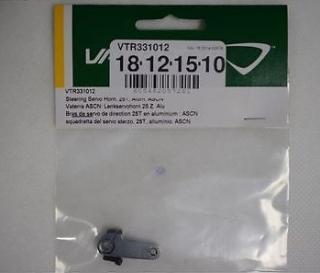 VTR331012
18·12·15·10
605482057261
VTR331012
Steering Servo Horn, 25T, Alum, ASCN
Vaterra ASCN: Lenkservohorn 25 Z. Alu
Bras de servo de direction 25T en aluminium : ASCN
squadretta del servo sterzo, 25T, alluminio, ASCN